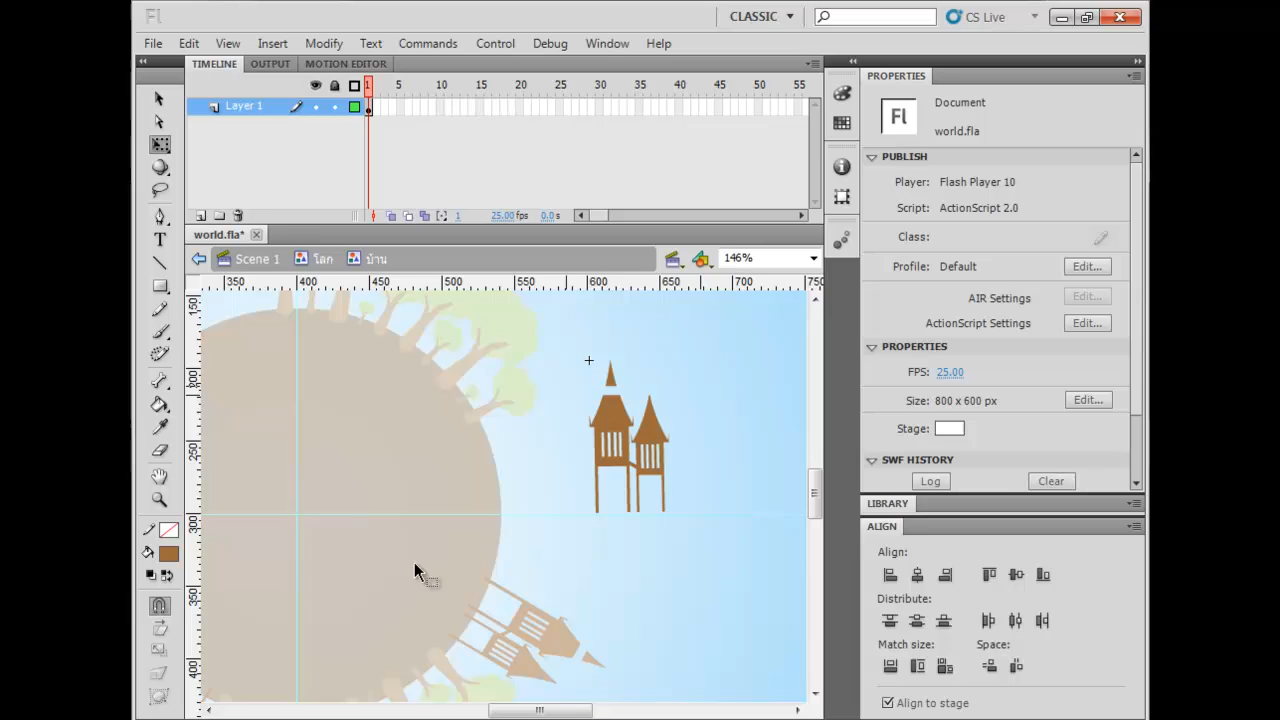 Fl
CLASSIC
CS Live
File Edit View Insert Modify Text Commands Control Debug Window Help
TIMELINE OUTPUT MOTION EDITOR
1 5 10 15 20 25 30 35 40 45 50 55
Layer 1
1 25.00 fps 0.0 s
world.fla*
Scene 1 โลก บ้าน
146%
350 400 450 500 550 600 650 700 750
150
200
250
300
350
400
PROPERTIES
Fl
Document
world.fla
PUBLISH
Player: Flash Player 10
Script: ActionScript 2.0
Class:
Profile: Default Edit...
AIR Settings Edit...
ActionScript Settings Edit...
PROPERTIES
FPS: 25.00
Size: 800 x 600 px Edit...
Stage:
SWF HISTORY
Log Clear
LIBRARY
ALIGN
Align:
Distribute:
Match size: Space:
Align to stage